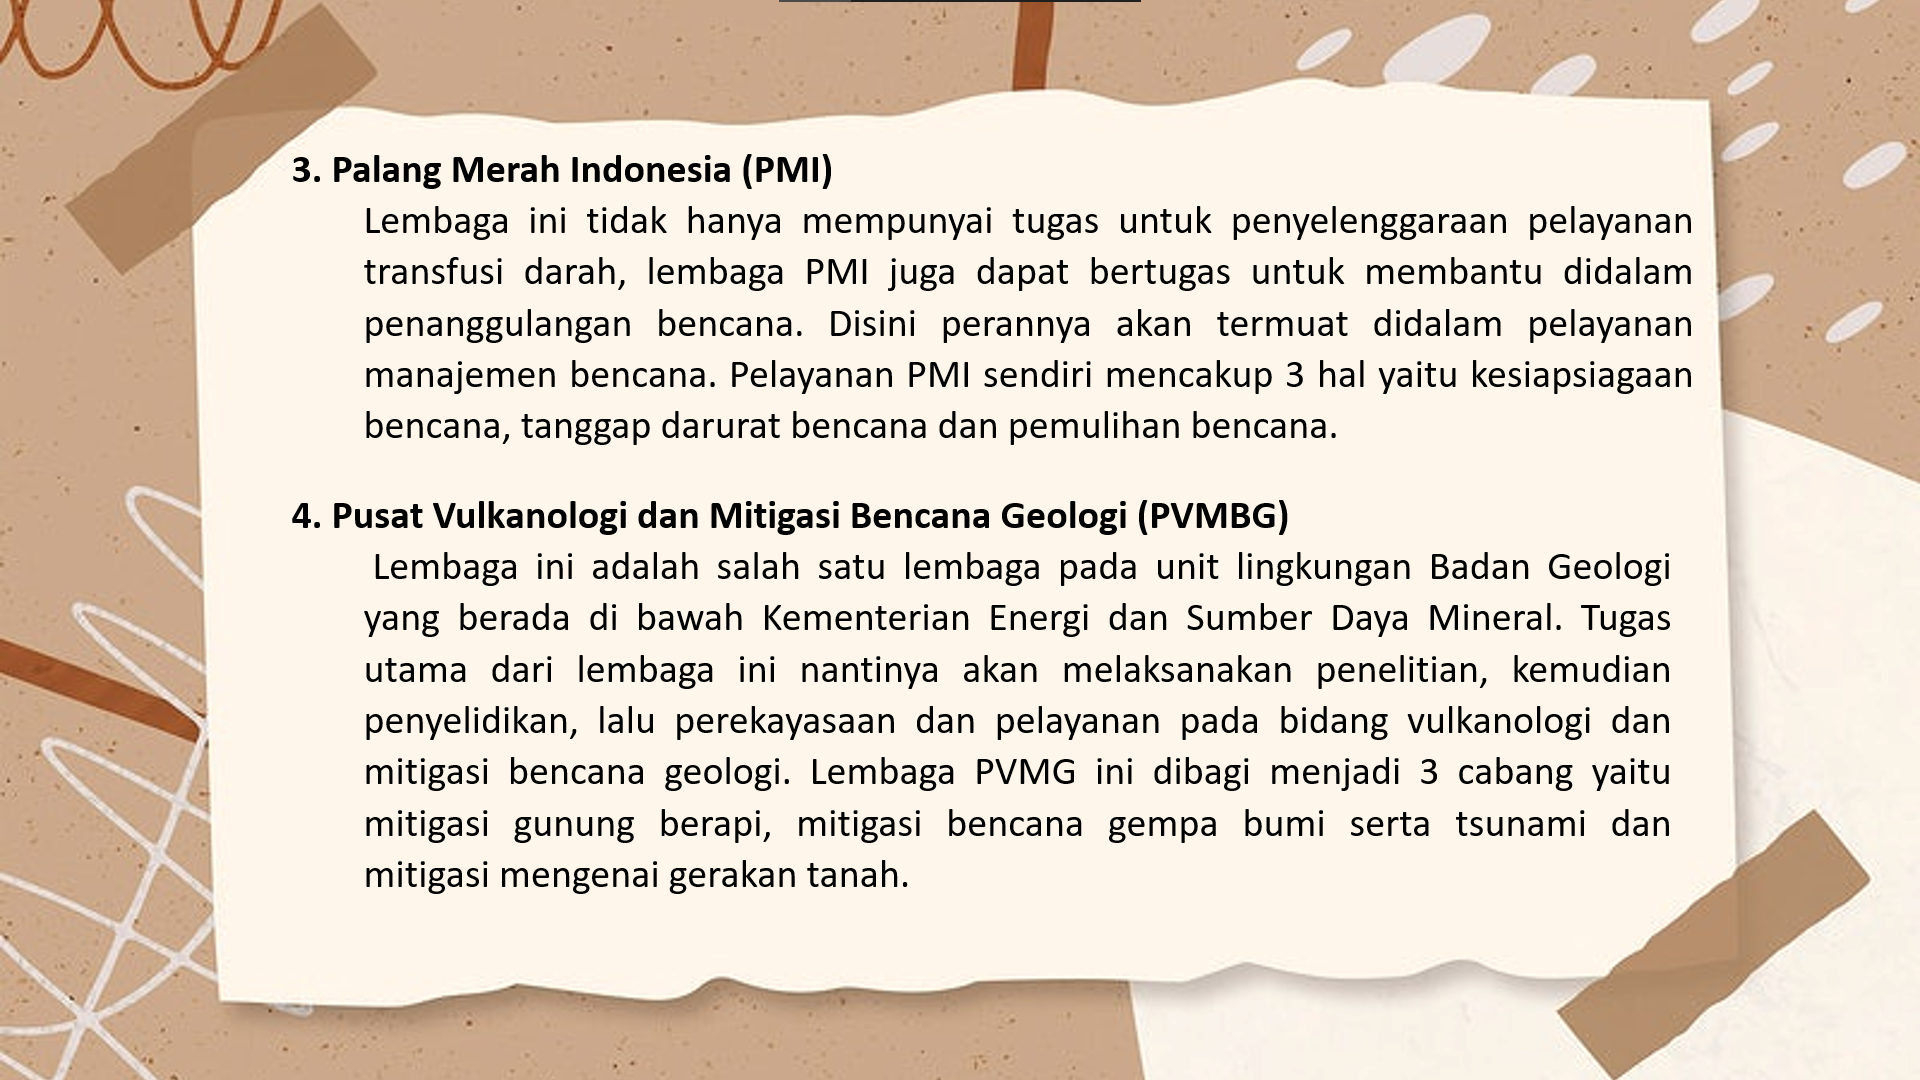 3. Palang Merah Indonesia (PMI)
Lembaga ini tidak hanya mempunyai tugas untuk penyelenggaraan pelayanan
transfusi darah, lembaga PMI juga dapat bertugas untuk membantu didalam
penanggulangan bencana. Disini perannya akan termuat didalam pelayanan
manajemen bencana. Pelayanan PMI sendiri mencakup 3 hal yaitu kesiapsiagaan
bencana, tanggap darurat bencana dan pemulihan bencana.
4. Pusat Vulkanologi dan Mitigasi Bencana Geologi (PVMBG)
Lembaga ini adalah salah satu lembaga pada unit lingkungan Badan Geologi
yang berada di bawah Kementerian Energi dan Sumber Daya Mineral. Tugas
utama dari lembaga ini nantinya akan melaksanakan penelitian, kemudian
penyelidikan, lalu perekayasaan dan pelayanan pada bidang vulkanologi dan
mitigasi bencana geologi. Lembaga PVMG ini dibagi menjadi 3 cabang yaitu
mitigasi gunung berapi, mitigasi bencana gempa bumi serta tsunami dan
mitigasi mengenai gerakan tanah.